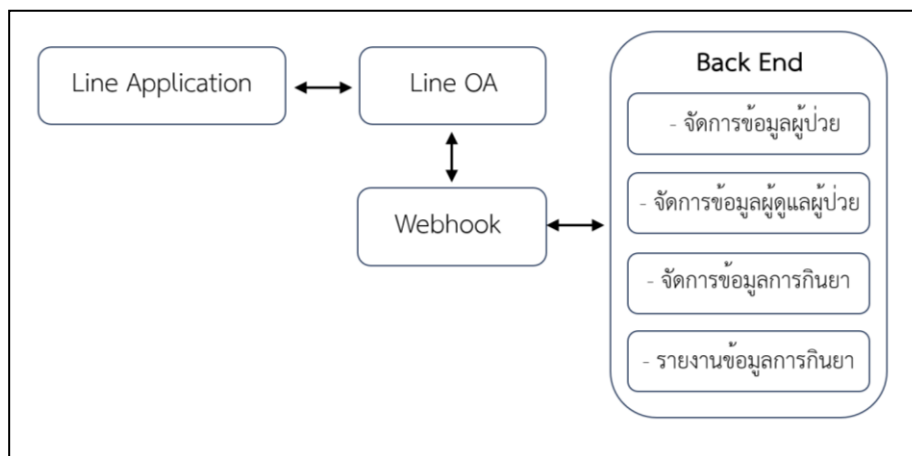 Line Application
Line OA
Webhook
Back End
- จัดการข้อมูลผู้ป่วย
- จัดการข้อมูลผู้ดูแลผู้ป่วย
- จัดการข้อมูลการกินยา
- รายงานข้อมูลการกินยา